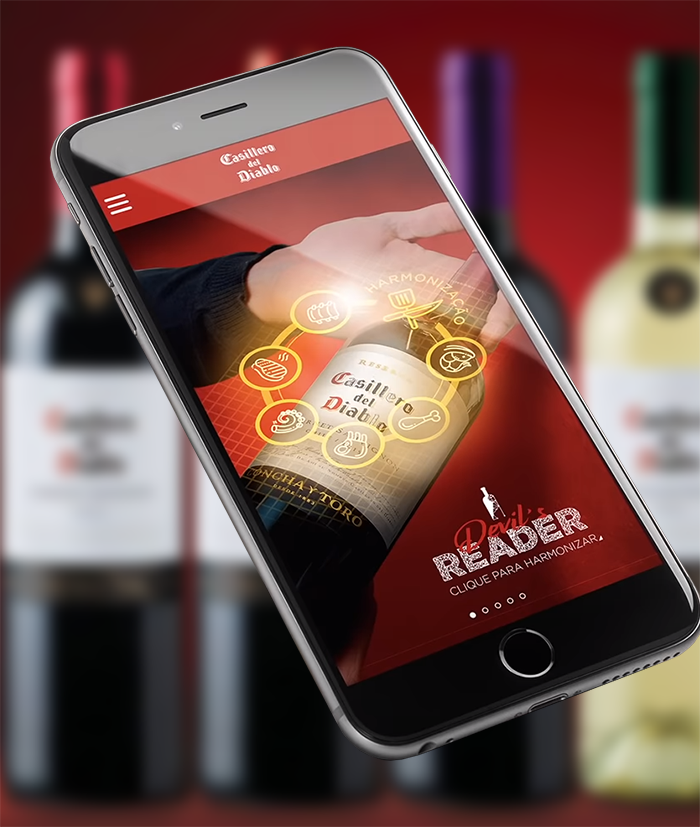 Casillero
del
Diablo
HARMONIZAÇÃO
RESERVA
Casillero
del
Diablo
CONCHA Y TORO
Devil's
READER
CLIQUE PARA HARMONIZAR